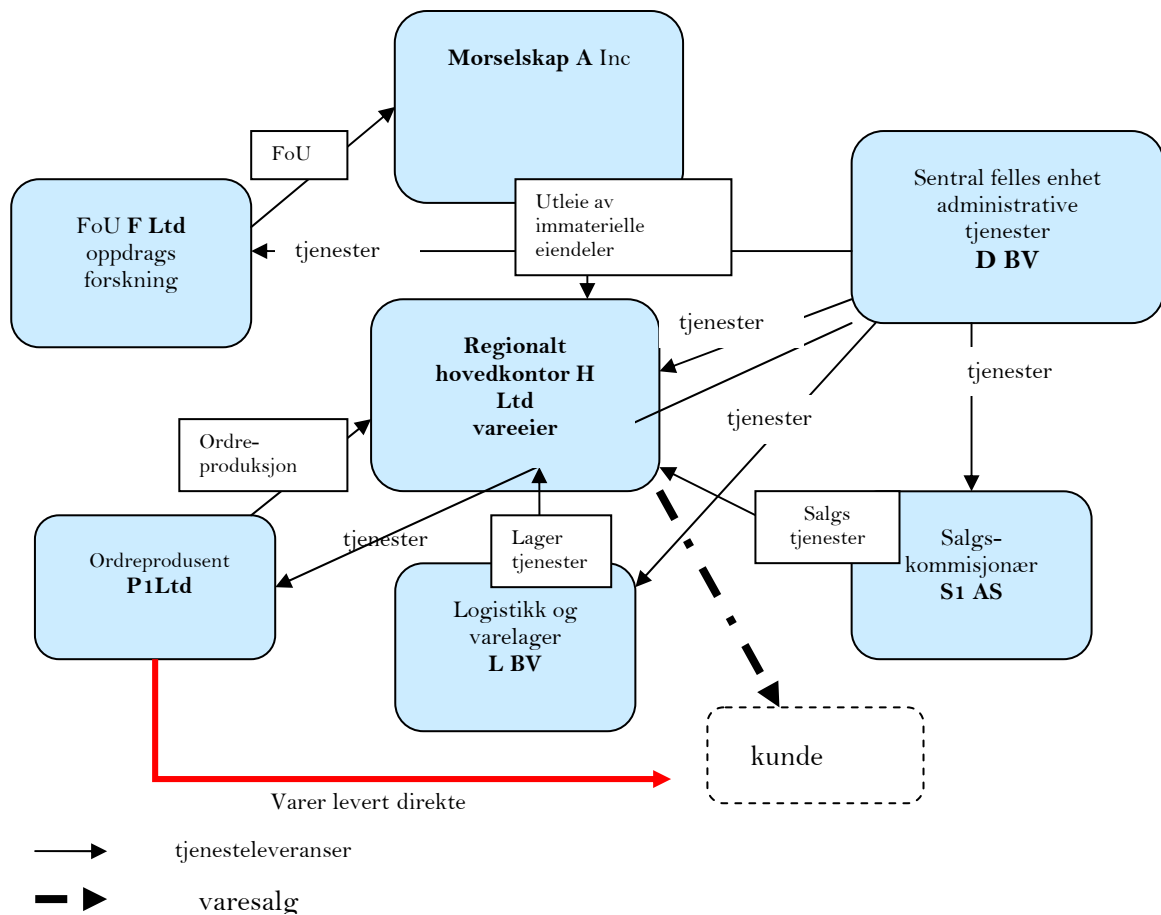 Morselskap A Inc
FoU
Sentral felles enhet
administrative
tjenester
D BV
FoU F Ltd
oppdrags
forskning
tjenester
Utleie av
immaterielle
eiendeler
tjenester
Regionalt
hovedkontor H
Ltd
vareeier
tjenester
tjenester
Ordre-
produksjon
tjenester
Lager
tjenester
Salgs
tjenester
Ordreprodusent
P1Ltd
Logistikk og
varelager
L BV
Salgs-
kommisjonær
S1 AS
kunde
Varer levert direkte
tjenesteleveranser
varesalg